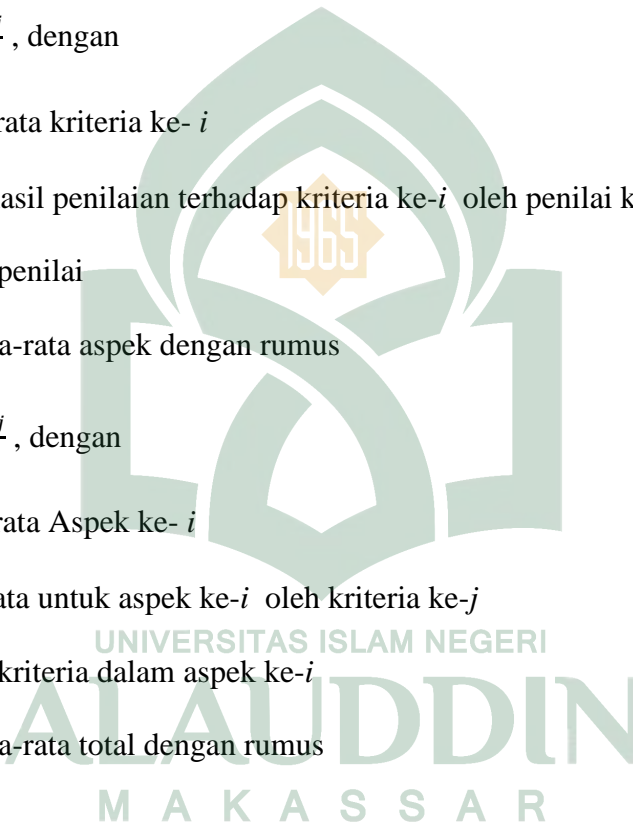 , dengan
rata kriteria ke- i
asil penilaian terhadap kriteria ke-i oleh penilai k
penilai
a-rata aspek dengan rumus
, dengan
rata Aspek ke- i
ata untuk aspek ke-i oleh kriteria ke-j
kriteria dalam aspek ke-i
a-rata total dengan rumus
1965
UNIVERSITAS ISLAM NEGERI
ALAUDDIN
MAKASSAR